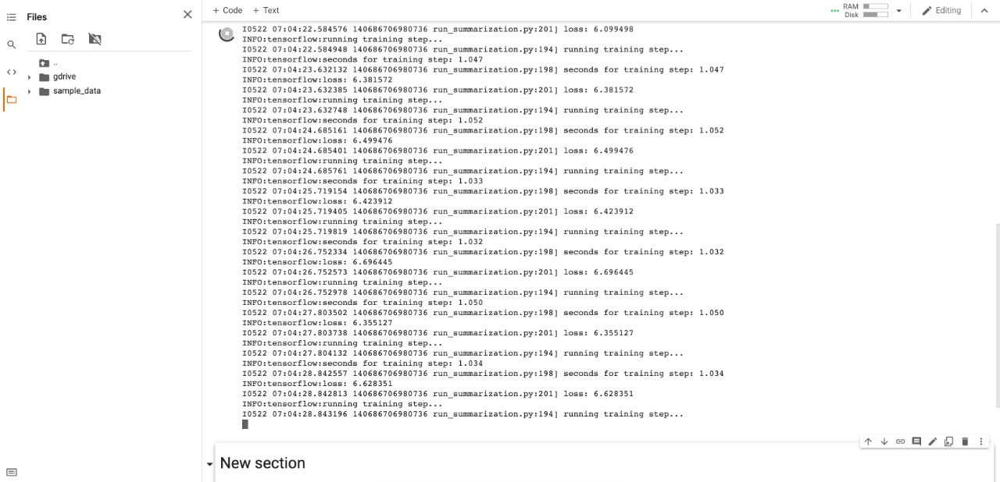 Files
..
gdrive
sample_data
+ Code + Text
RAM
Disk
Editing
I0522 07:04:22.584576 140686706980736 run_summarization.py:201] loss: 6.099498
INFO:tensorflow:running training step...
I0522 07:04:22.584948 140686706980736 run_summarization.py:194] running training step...
INFO:tensorflow:seconds for training step: 1.047
I0522 07:04:23.632132 140686706980736 run_summarization.py:198] seconds for training step: 1.047
INFO:tensorflow:loss: 6.381572
I0522 07:04:23.632385 140686706980736 run_summarization.py:201] loss: 6.381572
INFO:tensorflow:running training step...
I0522 07:04:23.632748 140686706980736 run_summarization.py:194] running training step...
INFO:tensorflow:seconds for training step: 1.052
I0522 07:04:24.685161 140686706980736 run_summarization.py:198] seconds for training step: 1.052
INFO:tensorflow:loss: 6.499476
I0522 07:04:24.685401 140686706980736 run_summarization.py:201] loss: 6.499476
INFO:tensorflow:running training step...
I0522 07:04:24.685761 140686706980736 run_summarization.py:194] running training step...
INFO:tensorflow:seconds for training step: 1.033
I0522 07:04:25.719154 140686706980736 run_summarization.py:198] seconds for training step: 1.033
INFO:tensorflow:loss: 6.423912
I0522 07:04:25.719405 140686706980736 run_summarization.py:201] loss: 6.423912
INFO:tensorflow:running training step...
I0522 07:04:25.719819 140686706980736 run_summarization.py:194] running training step...
INFO:tensorflow:seconds for training step: 1.032
I0522 07:04:26.752334 140686706980736 run_summarization.py:198] seconds for training step: 1.032
INFO:tensorflow:loss: 6.696445
I0522 07:04:26.752573 140686706980736 run_summarization.py:201] loss: 6.696445
INFO:tensorflow:running training step...
I0522 07:04:26.752978 140686706980736 run_summarization.py:194] running training step...
INFO:tensorflow:seconds for training step: 1.050
I0522 07:04:27.803502 140686706980736 run_summarization.py:198] seconds for training step: 1.050
INFO:tensorflow:loss: 6.355127
I0522 07:04:27.803738 140686706980736 run_summarization.py:201] loss: 6.355127
INFO:tensorflow:running training step...
I0522 07:04:27.804132 140686706980736 run_summarization.py:194] running training step...
INFO:tensorflow:seconds for training step: 1.034
I0522 07:04:28.842557 140686706980736 run_summarization.py:198] seconds for training step: 1.034
INFO:tensorflow:loss: 6.628351
I0522 07:04:28.842813 140686706980736 run_summarization.py:201] loss: 6.628351
INFO:tensorflow:running training step...
I0522 07:04:28.843196 140686706980736 run_summarization.py:194] running training step...
New section